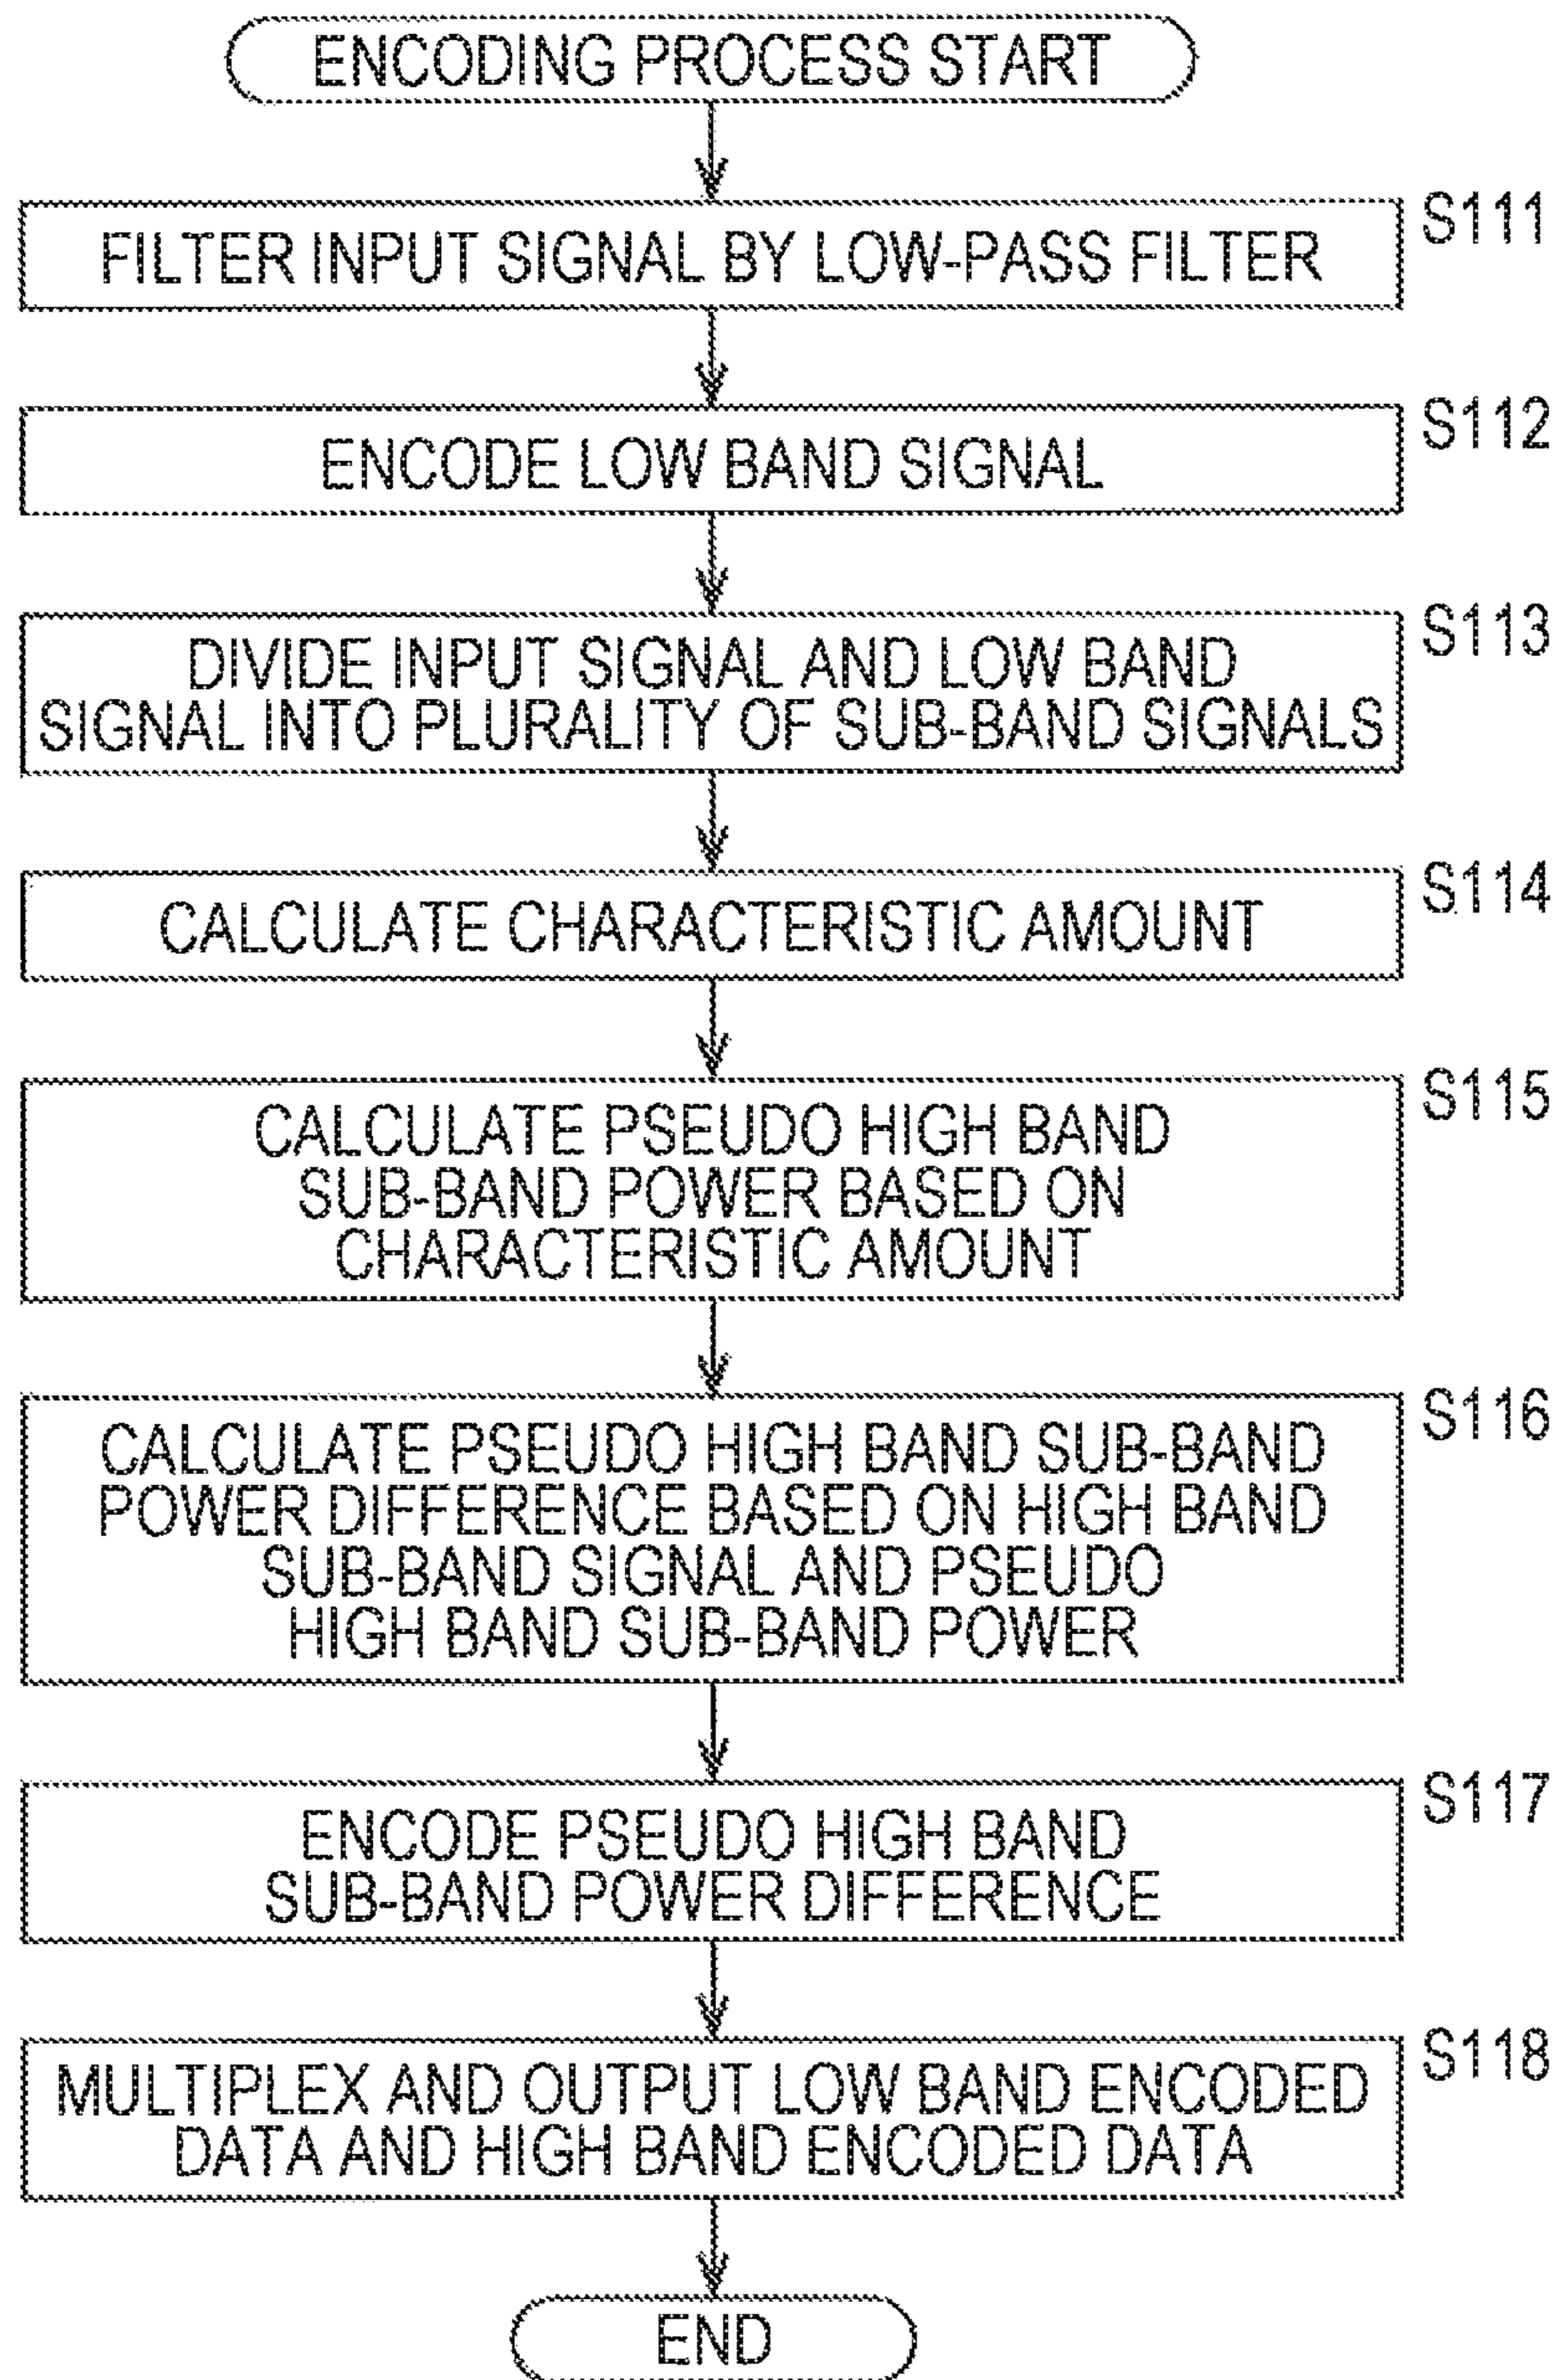 ENCODING PROCESS START
S111
FILTER INPUT SIGNAL BY LOW-PASS FILTER
S112
ENCODE LOW BAND SIGNAL
S113
DIVIDE INPUT SIGNAL AND LOW BAND
SIGNAL INTO PLURALITY OF SUB-BAND SIGNALS
S114
CALCULATE CHARACTERISTIC AMOUNT
S115
CALCULATE PSEUDO HIGH BAND
SUB-BAND POWER BASED ON
CHARACTERISTIC AMOUNT
S116
CALCULATE PSEUDO HIGH BAND SUB-BAND
POWER DIFFERENCE BASED ON HIGH BAND
SUB-BAND SIGNAL AND PSEUDO
HIGH BAND SUB-BAND POWER
S117
ENCODE PSEUDO HIGH BAND
SUB-BAND POWER DIFFERENCE
S118
MULTIPLEX AND OUTPUT LOW BAND ENCODED
DATA AND HIGH BAND ENCODED DATA
END